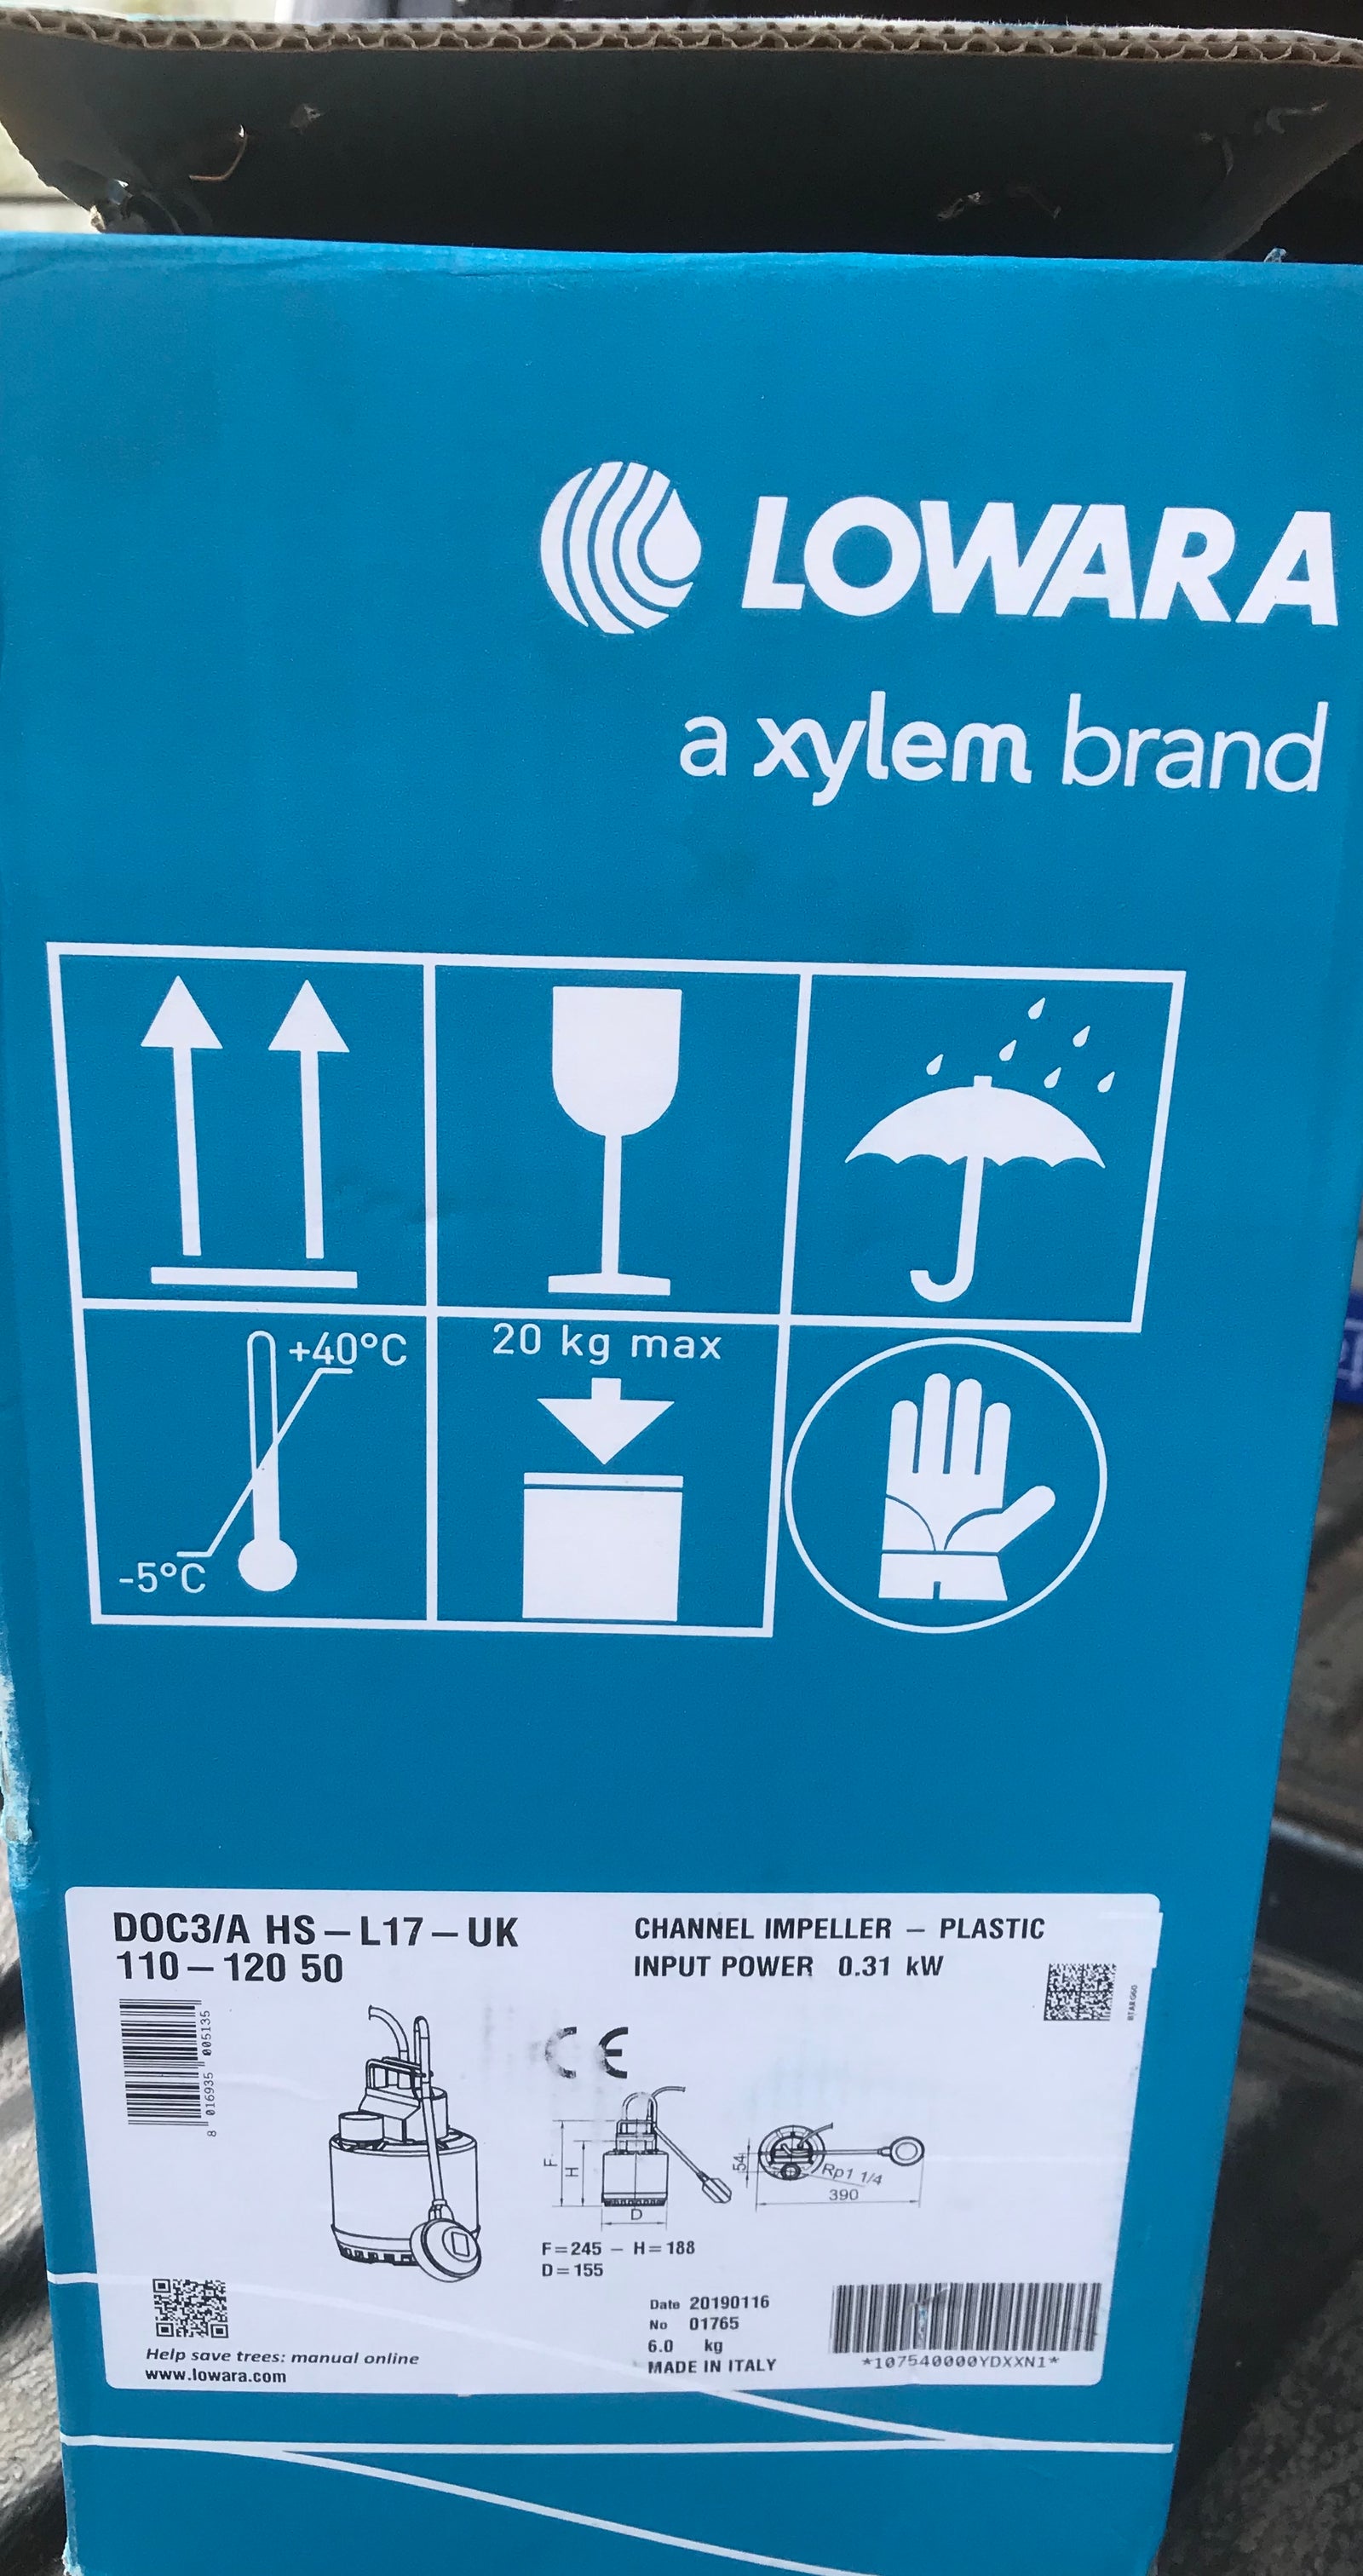 LOWARA
a xylem brand
+40°C
-5°C
20 kg max
DOC3/A HS-L17-UK
110-120 50
CHANNEL IMPELLER - PLASTIC
INPUT POWER 0.31 kW
8 016935 005135
CE
F
H
D
54
Rp1 1/4
390
F=245 - H=188
D=155
Date 20190116
No 01765
6.0 kg
MADE IN ITALY
*107540000YDXXN1*
Help save trees: manual online
www.lowara.com